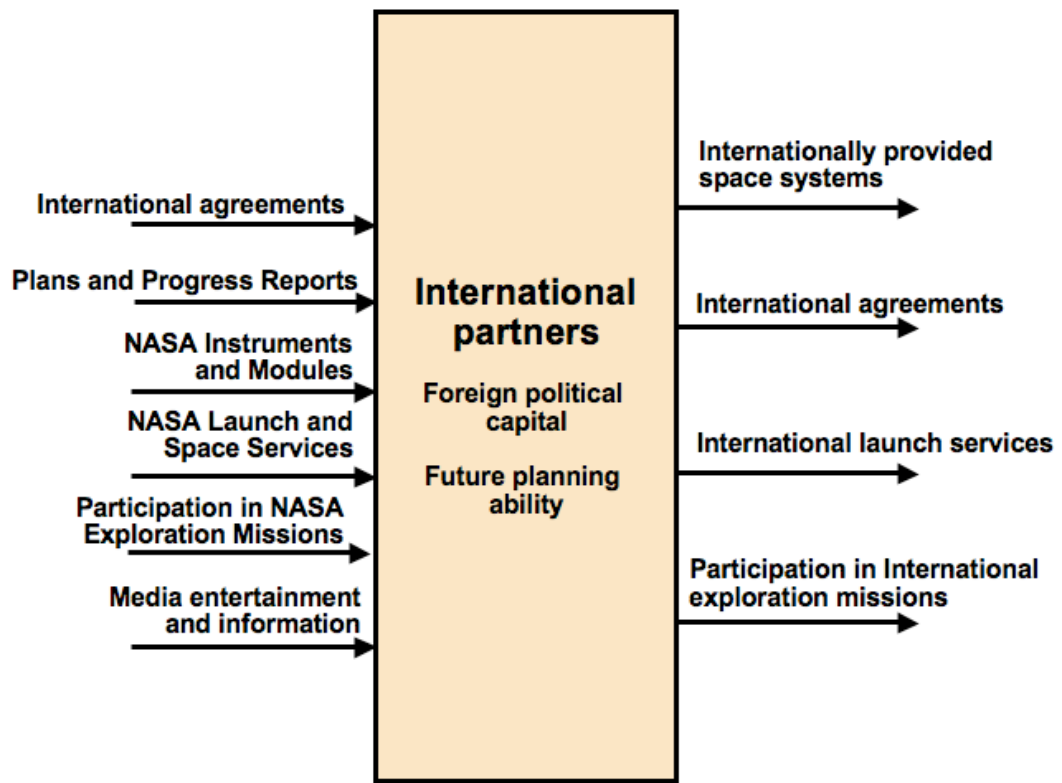 International agreements
Plans and Progress Reports
NASA Instruments
and Modules
NASA Launch and
Space Services
Participation in NASA
Exploration Missions
Media entertainment
and information
International
partners
Foreign political
capital
Future planning
ability
Internationally provided
space systems
International agreements
International launch services
Participation in International
exploration missions